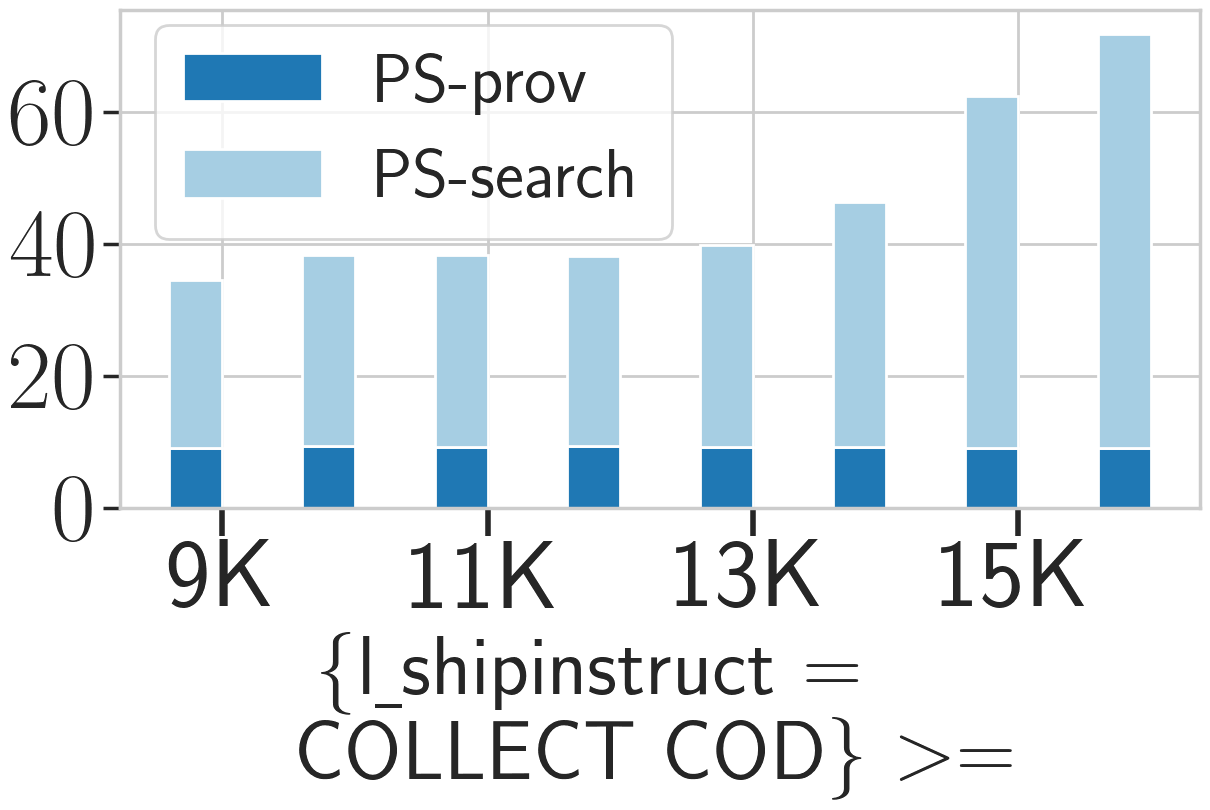 PS-prov
PS-search
60
40
20
0
9K 11K 13K 15K
{l_shipinstruct =
COLLECT COD} >=